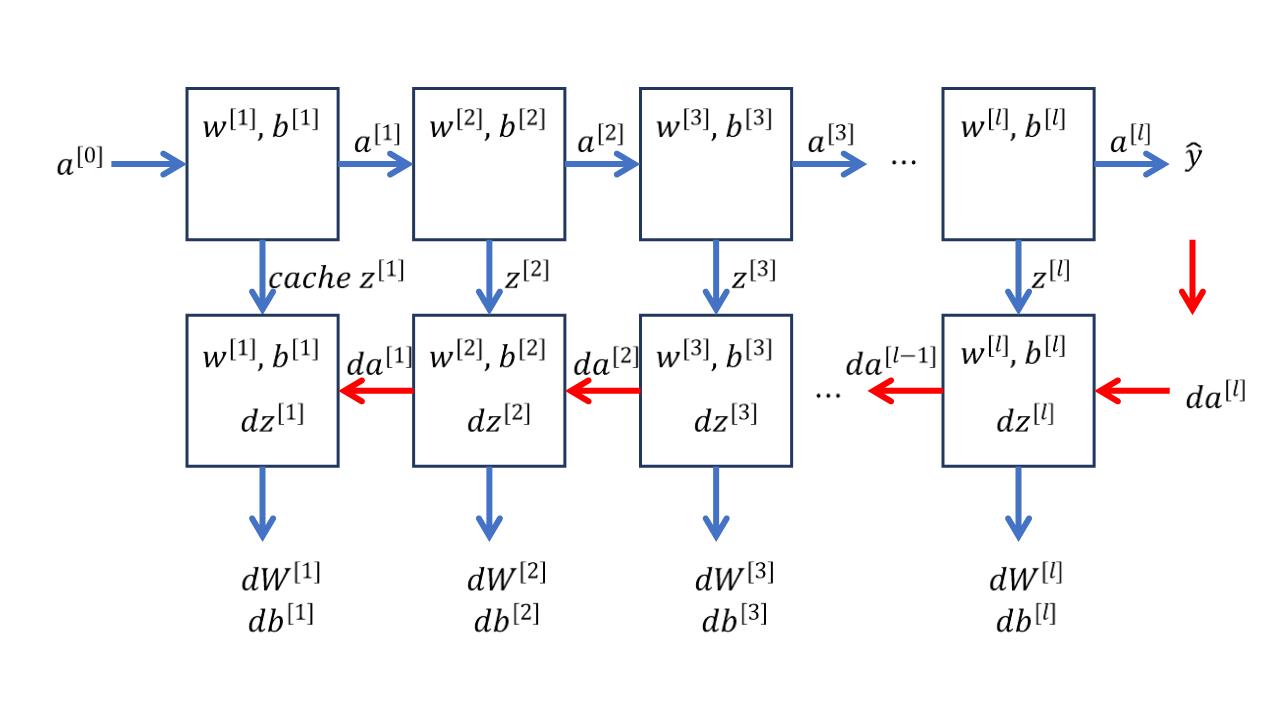 w^[1], b^[1] w^[2], b^[2] w^[3], b^[3] w^[l], b^[l]
a^[0] a^[1] a^[2] a^[3] … a^[l] ŷ
cache z^[1] z^[2] z^[3] z^[l]
w^[1], b^[1] da^[1] w^[2], b^[2] da^[2] w^[3], b^[3] da^[l−1] w^[l], b^[l]
dz^[1] dz^[2] dz^[3] … dz^[l] da^[l]
dW^[1] dW^[2] dW^[3] dW^[l]
db^[1] db^[2] db^[3] db^[l]